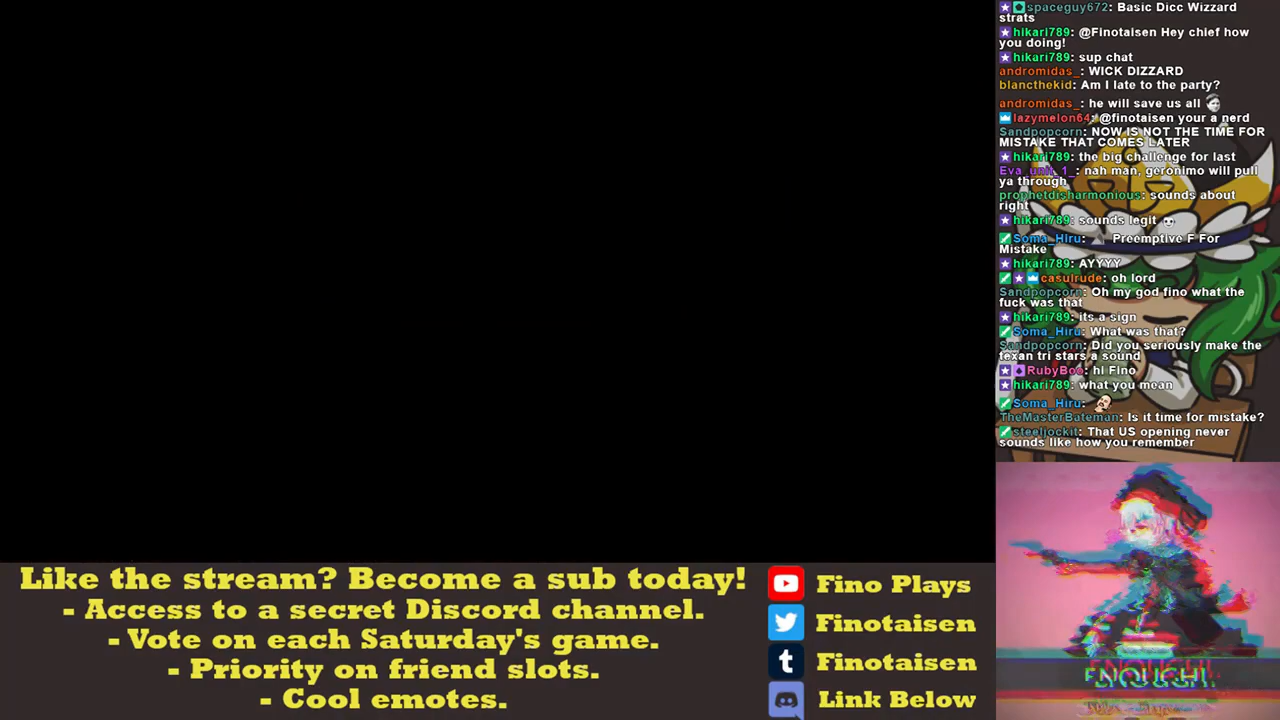 spaceguy672: Basic Dicc Wizzard
strats
hikari789: @Finotaisen Hey chief how
you doing!
hikari789: sup chat
andromidas_: WICK DIZZARD
blancthekid: Am I late to the party?
andromidas_: he will save us all
lazymelon64: @finotaisen your a nerd
Sandpopcorn: NOW IS NOT THE TIME FOR
MISTAKE THAT COMES LATER
hikari789: the big challenge for last
Eva_unit_1_: nah man, geronimo will pull
ya through
prophetdisharmonious: sounds about
right
hikari789: sounds legit
Soma_Hiru: Preemptive F For
Mistake
hikari789: AYYYY
casulrude: oh lord
Sandpopcorn: Oh my god fino what the
fuck was that
hikari789: its a sign
Soma_Hiru: What was that?
Sandpopcorn: Did you seriously make the
texan tri stars a sound
RubyBoo: hi Fino
hikari789: what you mean
Soma_Hiru:
TheMasterBateman: Is it time for mistake?
steeljockit: That US opening never
sounds like how you remember
Like the stream? Become a sub today!
- Access to a secret Discord channel.
- Vote on each Saturday's game.
- Priority on friend slots.
- Cool emotes.
Fino Plays
Finotaisen
Finotaisen
Link Below
ENOUGH!